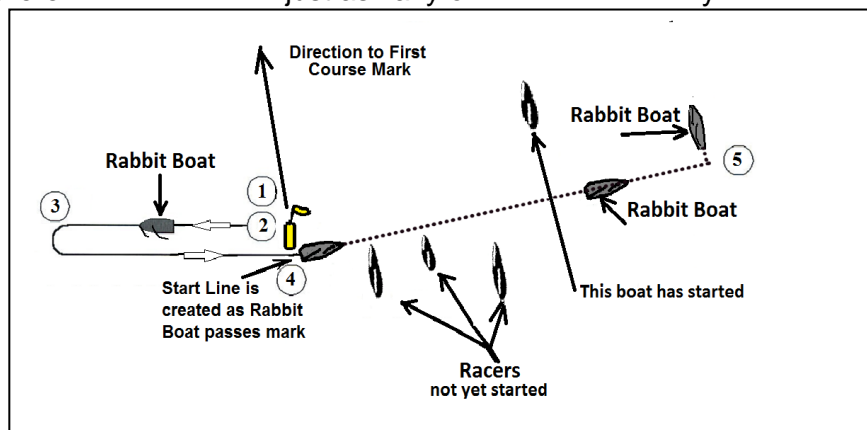 Direction to First
Course Mark
Rabbit Boat
Rabbit Boat
1
5
3
2
Rabbit Boat
4
Start Line is
created as Rabbit
Boat passes mark
This boat has started
Racers
not yet started